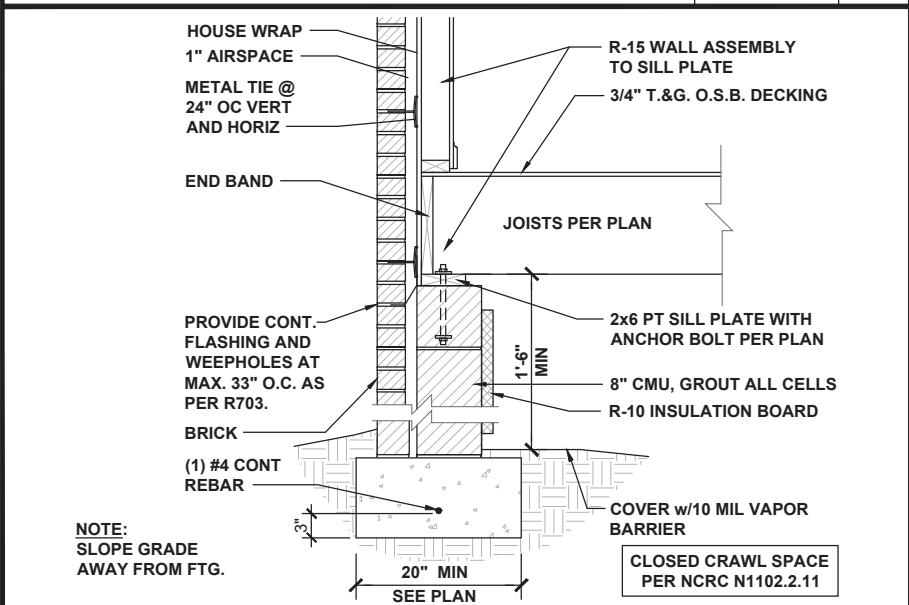 HOUSE WRAP
1" AIRSPACE
METAL TIE @
24" OC VERT
AND HORIZ
END BAND
PROVIDE CONT.
FLASHING AND
WEEPHOLES AT
MAX. 33" O.C. AS
PER R703.
BRICK
(1) #4 CONT
REBAR
3"
NOTE:
SLOPE GRADE
AWAY FROM FTG.
20" MIN
SEE PLAN
R-15 WALL ASSEMBLY
TO SILL PLATE
3/4" T.&G. O.S.B. DECKING
JOISTS PER PLAN
1'-6"
MIN
2x6 PT SILL PLATE WITH
ANCHOR BOLT PER PLAN
8" CMU, GROUT ALL CELLS
R-10 INSULATION BOARD
COVER w/10 MIL VAPOR
BARRIER
CLOSED CRAWL SPACE
PER NCRC N1102.2.11